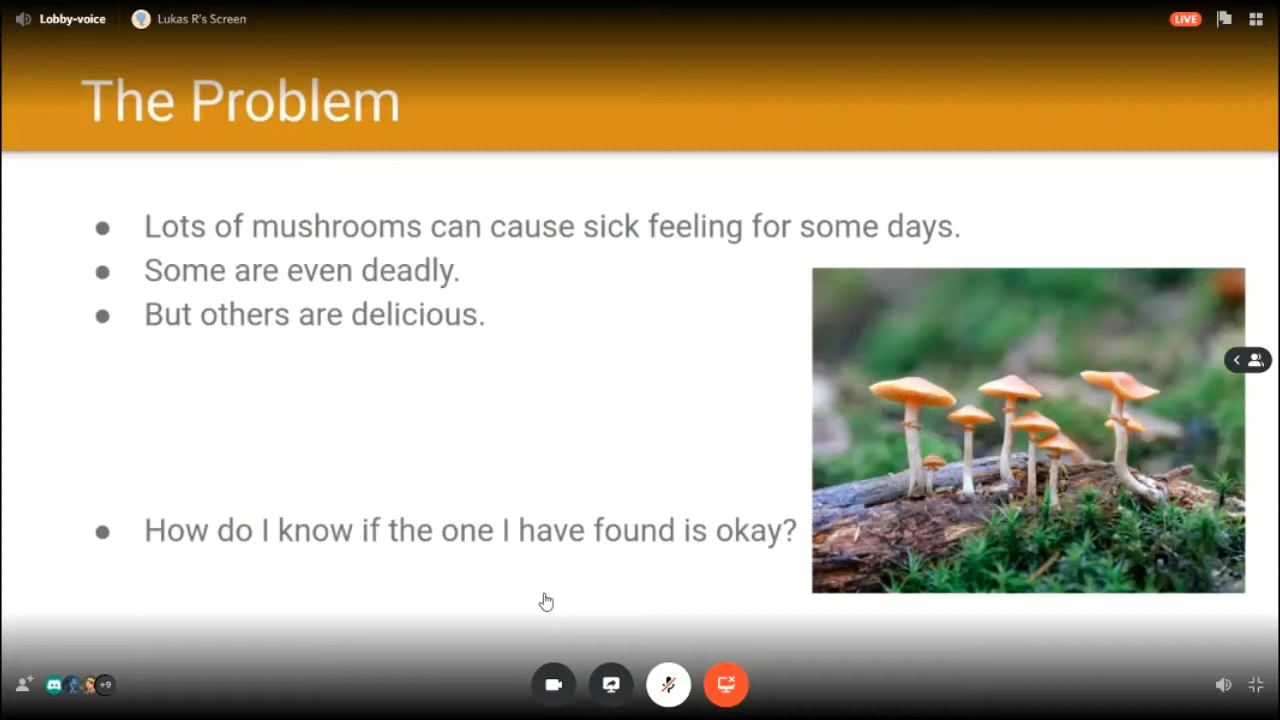 Lobby-voice
Lukas R's Screen
LIVE
The Problem
Lots of mushrooms can cause sick feeling for some days.
Some are even deadly.
But others are delicious.
How do I know if the one I have found is okay?
+9